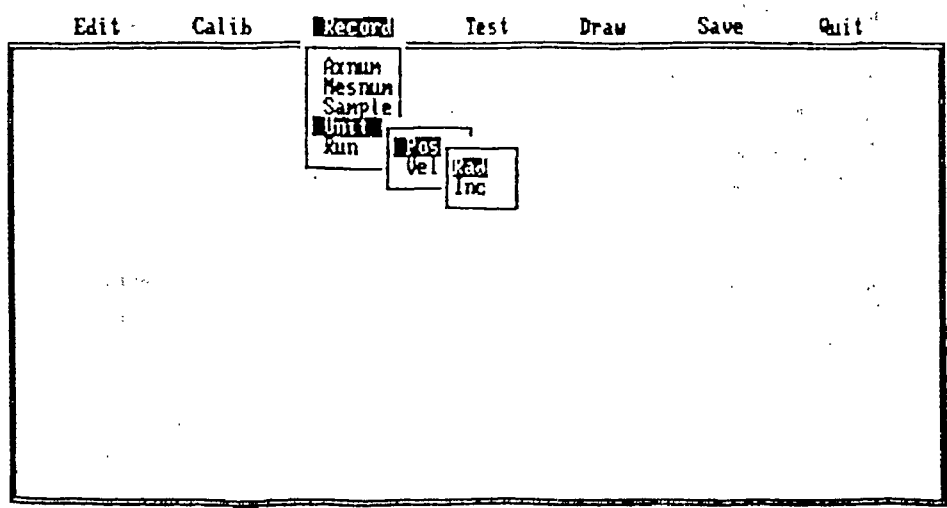 Edit Calib Record Test Draw Save Quit
Axnum
Mesnum
Sample
Unit
Run
Pos
Vel
Rad
Inc